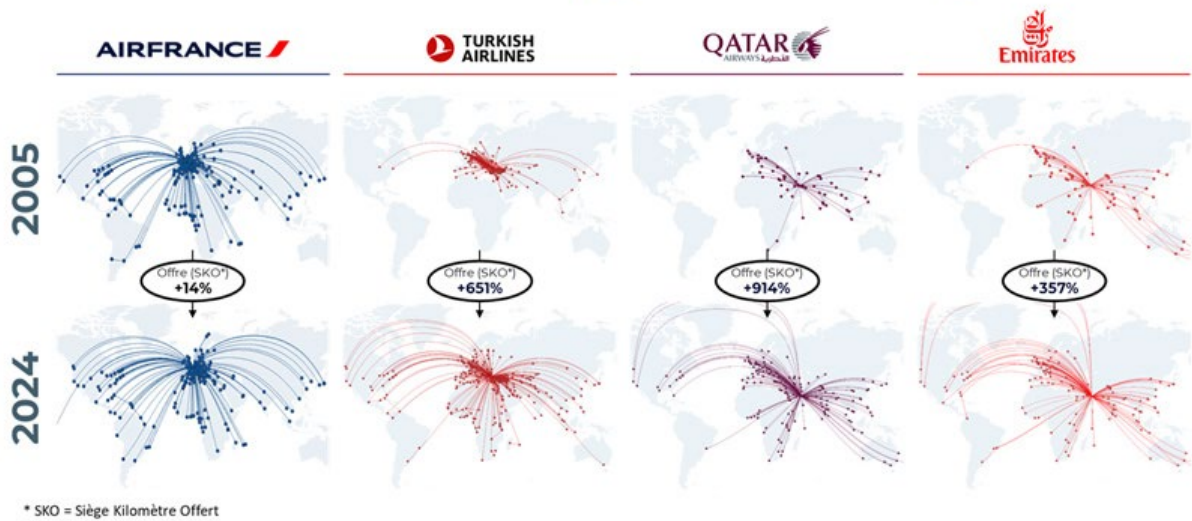 AIRFRANCE
TURKISH
AIRLINES
QATAR
AIRWAYS القطرية
Emirates
2005
Offre (SKO*)
+14%
Offre (SKO*)
+651%
Offre (SKO*)
+914%
Offre (SKO*)
+357%
2024
* SKO = Siège Kilomètre Offert